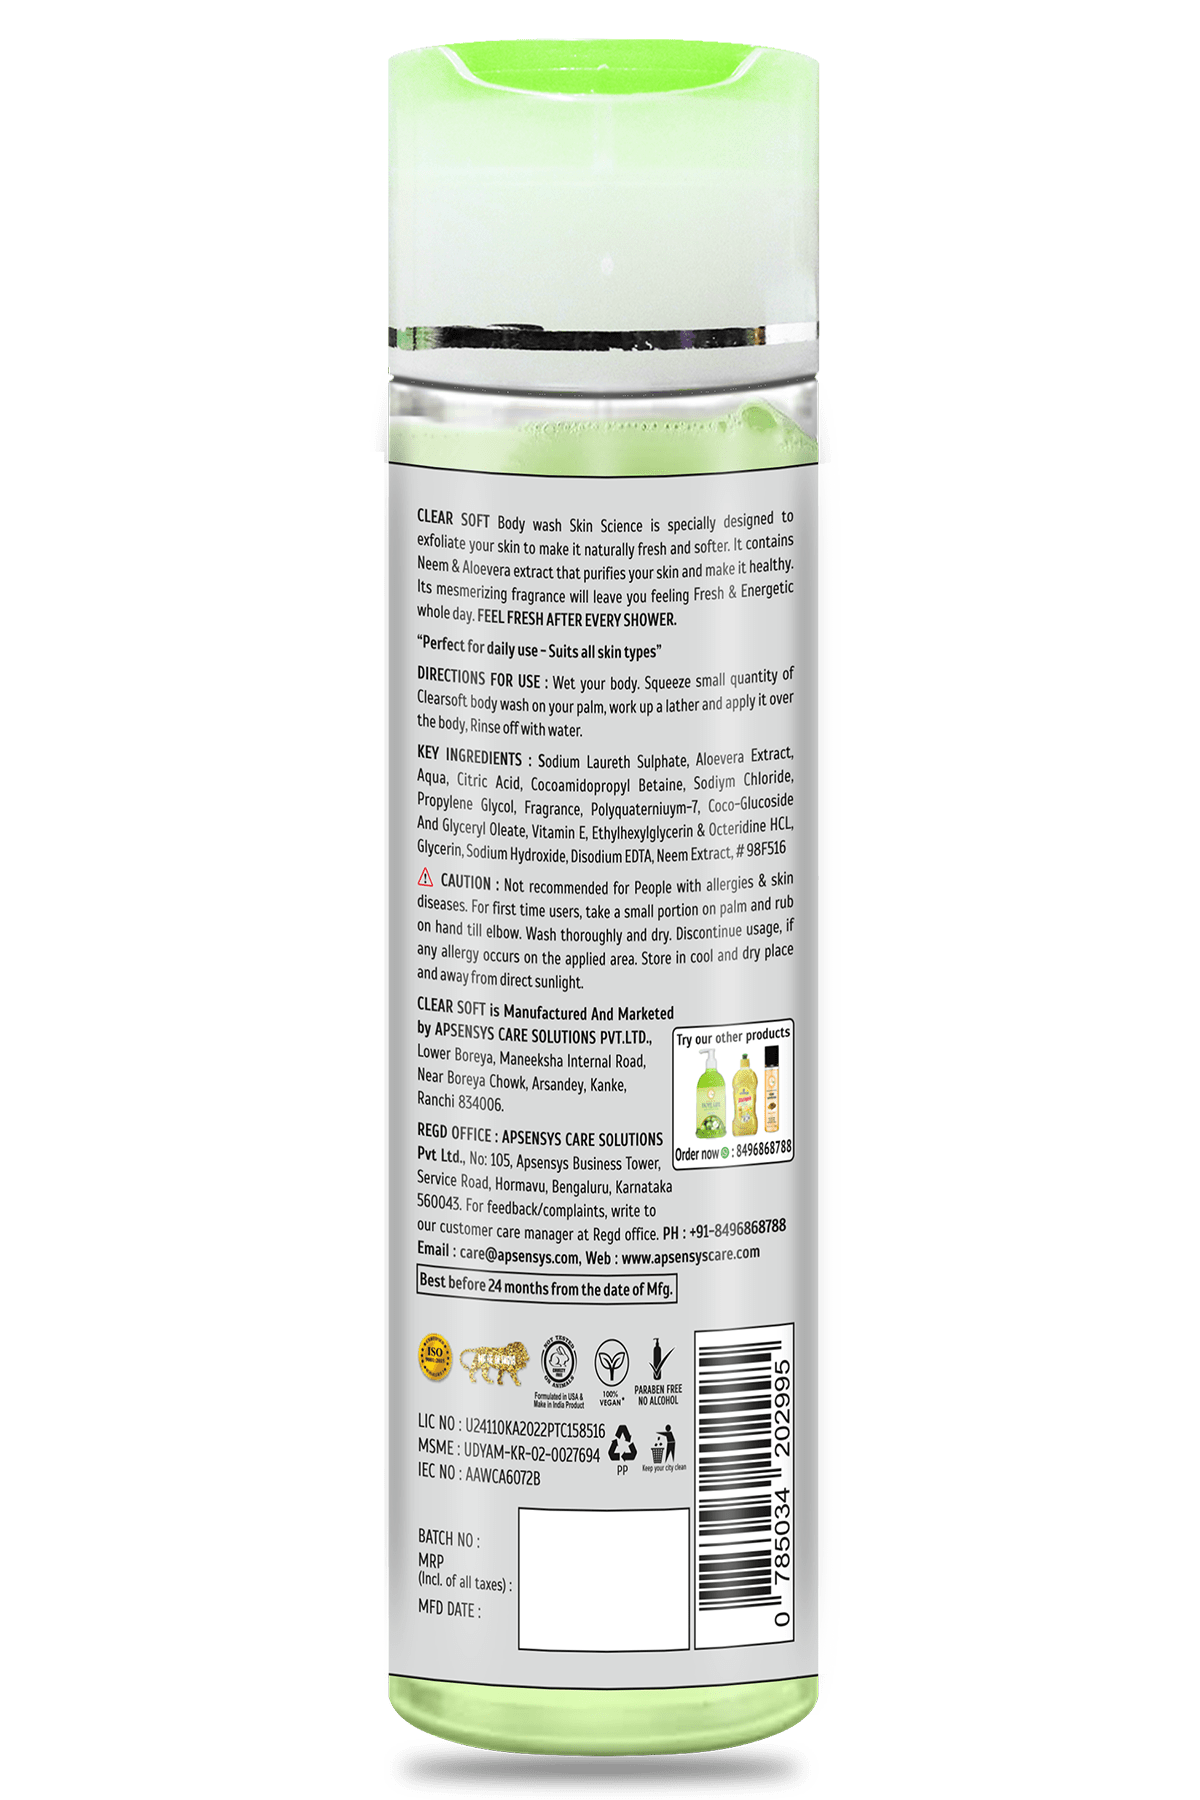 CLEAR SOFT Body wash Skin Science is specially designed to
exfoliate your skin to make it naturally fresh and softer. It contains
Neem & Aloevera extract that purifies your skin and make it healthy.
Its mesmerizing fragrance will leave you feeling Fresh & Energetic
whole day. FEEL FRESH AFTER EVERY SHOWER.
“Perfect for daily use – Suits all skin types”
DIRECTIONS FOR USE : Wet your body. Squeeze small quantity of
Clearsoft body wash on your palm, work up a lather and apply it over
the body, Rinse off with water.
KEY INGREDIENTS : Sodium Laureth Sulphate, Aloevera Extract,
Aqua, Citric Acid, Cocoamidopropyl Betaine, Sodiym Chloride,
Propylene Glycol, Fragrance, Polyquaterniuym-7, Coco-Glucoside
And Glyceryl Oleate, Vitamin E, Ethylhexylglycerin & Octeridine HCL,
Glycerin, Sodium Hydroxide, Disodium EDTA, Neem Extract, # 98F516
CAUTION : Not recommended for People with allergies & skin
diseases. For first time users, take a small portion on palm and rub
on hand till elbow. Wash thoroughly and dry. Discontinue usage, if
any allergy occurs on the applied area. Store in cool and dry place
and away from direct sunlight.
CLEAR SOFT is Manufactured And Marketed
by APSENSYS CARE SOLUTIONS PVT.LTD.,
Lower Boreya, Maneeksha Internal Road,
Near Boreya Chowk, Arsandey, Kanke,
Ranchi 834006.
Try our other products
Order now : 8496868788
REGD OFFICE : APSENSYS CARE SOLUTIONS
Pvt Ltd., No: 105, Apsensys Business Tower,
Service Road, Hormavu, Bengaluru, Karnataka
560043. For feedback/complaints, write to
our customer care manager at Regd office. PH : +91-8496868788
Email : care@apsensys.com, Web : www.apsensyscare.com
Best before 24 months from the date of Mfg.
ISO
NOT TESTED
CRUELTY
FREE
ON ANIMALS
Formulated in USA &
Make in India Product
100%
VEGAN
PARABEN FREE
NO ALCOHOL
LIC NO : U24110KA2022PTC158516
MSME : UDYAM-KR-02-0027694
IEC NO : AAWCA6072B
PP
Keep your city clean
BATCH NO :
MRP
(Incl. of all taxes) :
MFD DATE :
0 785034 202995